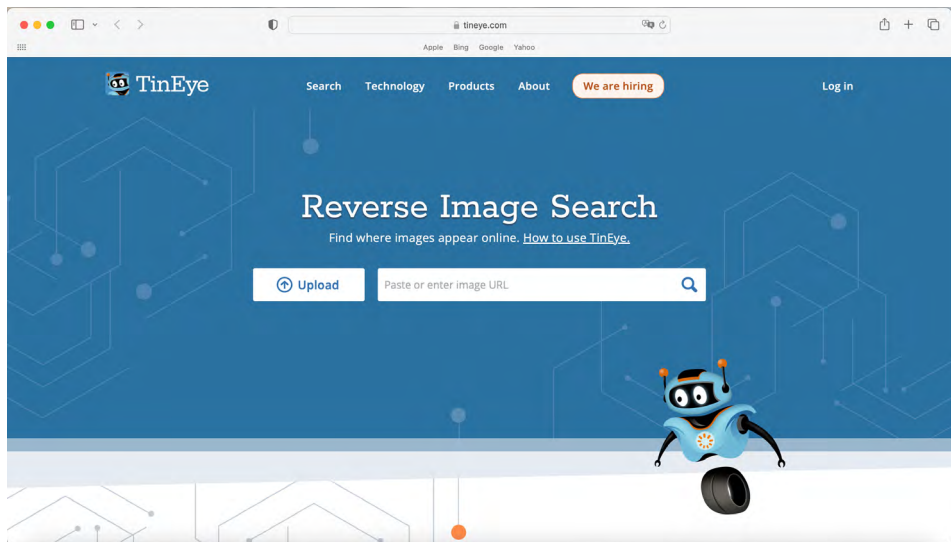 tineye.com
Apple Bing Google Yahoo
TinEye Search Technology Products About We are hiring Log in
Reverse Image Search
Find where images appear online. How to use TinEye.
Upload Paste or enter image URL